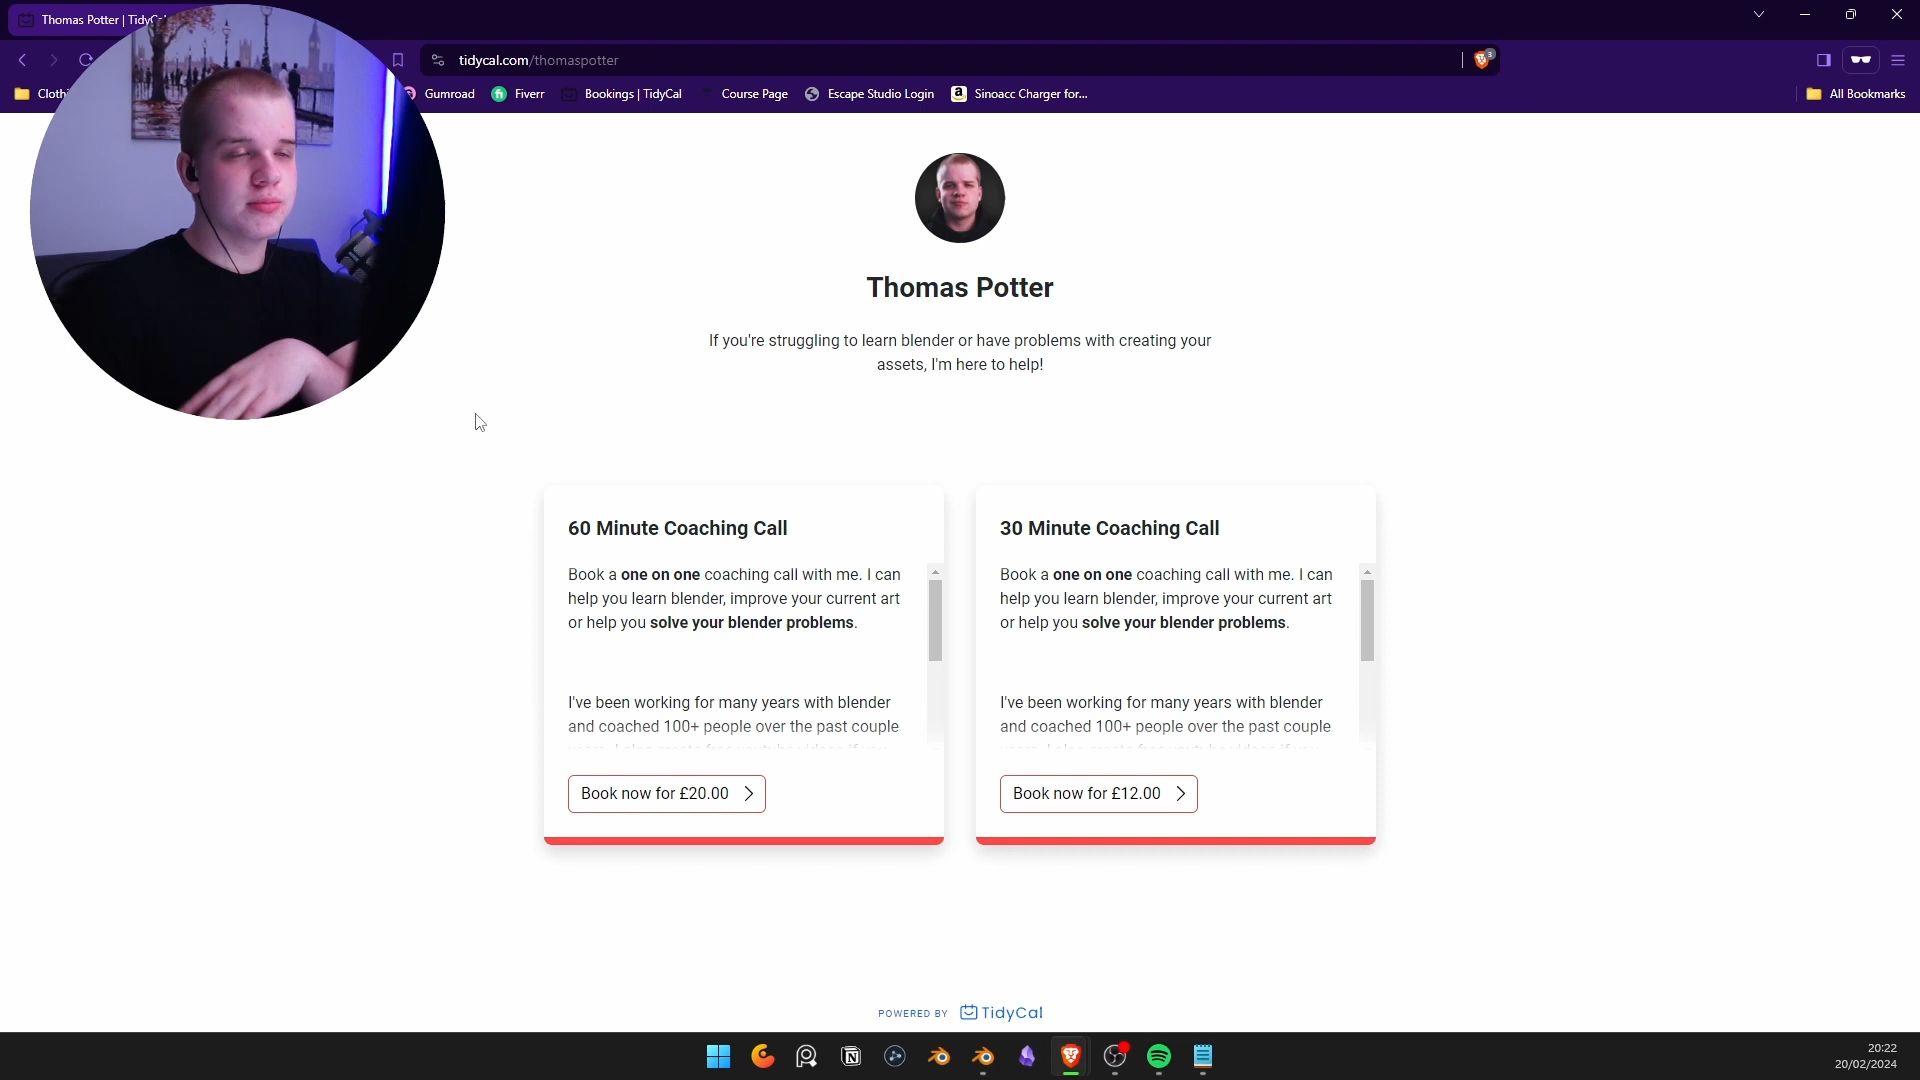 Thomas Potter | TidyCal
tidycal.com/thomaspotter
3
Gumroad
Fiverr
Bookings | TidyCal
Course Page
Escape Studio Login
Sinoacc Charger for...
All Bookmarks
Thomas Potter
If you're struggling to learn blender or have problems with creating your
assets, I'm here to help!
60 Minute Coaching Call
Book a one on one coaching call with me. I can
help you learn blender, improve your current art
or help you solve your blender problems.
I've been working for many years with blender
and coached 100+ people over the past couple
Book now for £20.00
30 Minute Coaching Call
Book a one on one coaching call with me. I can
help you learn blender, improve your current art
or help you solve your blender problems.
I've been working for many years with blender
and coached 100+ people over the past couple
Book now for £12.00
POWERED BY TidyCal
20:22
20/02/2024